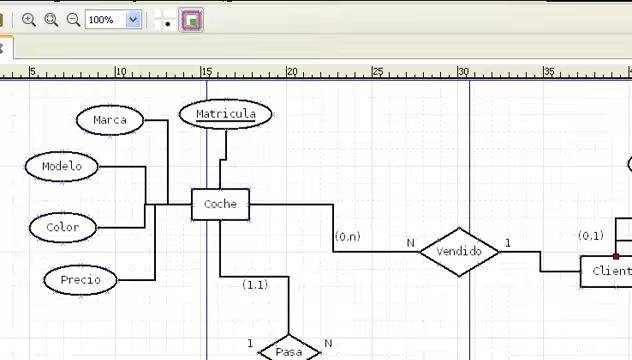 100%
5 10 15 20 25 30 35
Marca
Matricula
Modelo
Coche
Color
(0,n)
N
Vendido
1
(0,1)
Precio
(1,1)
Client
1
Pasa
N